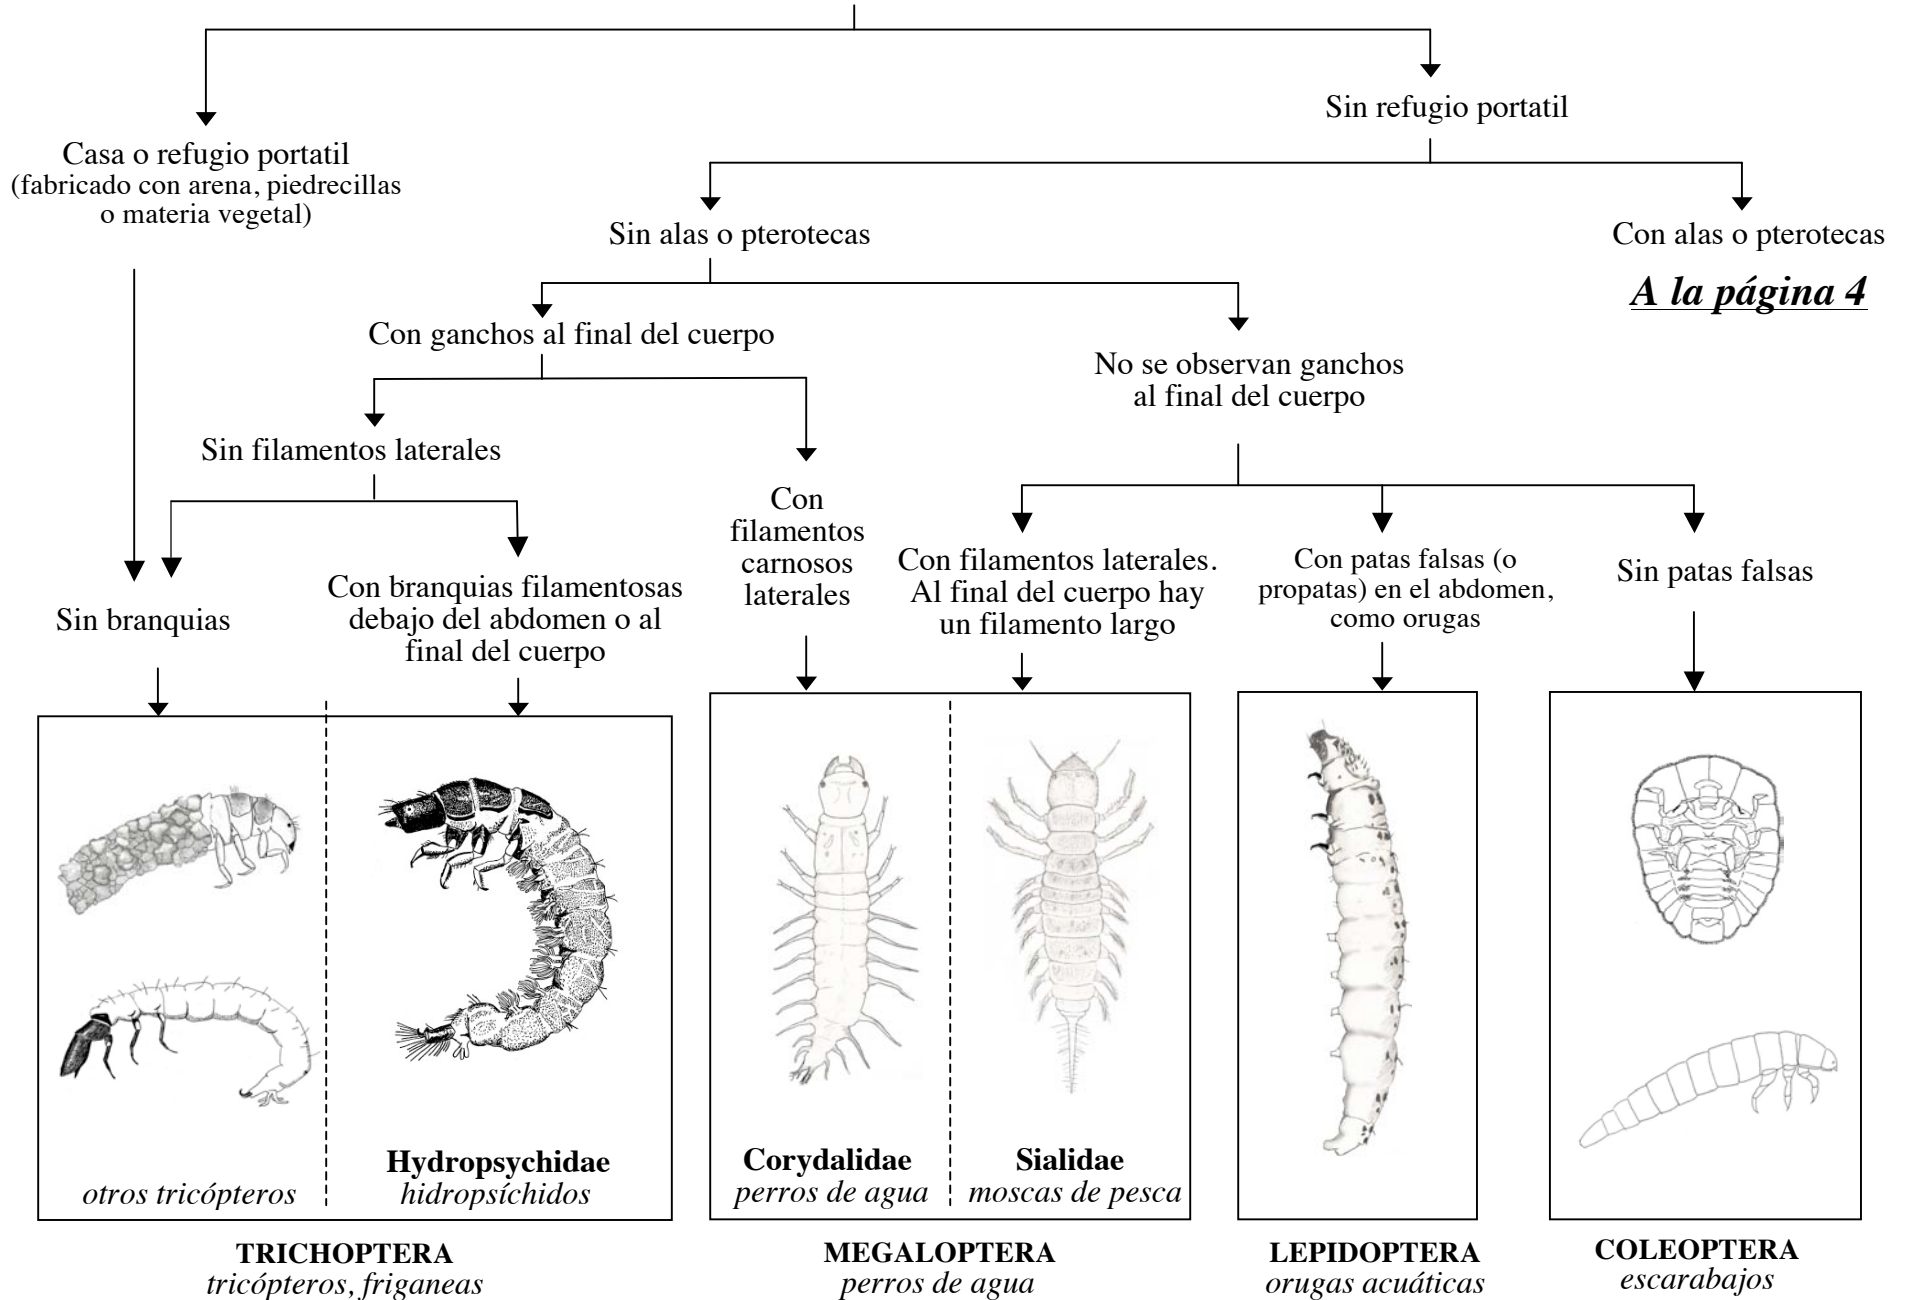 Sin refugio portatil
Casa o refugio portatil
(fabricado con arena, piedrecillas
o materia vegetal)
Sin alas o pterotecas
Con alas o pterotecas
A la página 4
Con ganchos al final del cuerpo
No se observan ganchos
al final del cuerpo
Sin filamentos laterales
Con
filamentos
carnosos
laterales
Con filamentos laterales.
Al final del cuerpo hay
un filamento largo
Con patas falsas (o
propatas) en el abdomen,
como orugas
Sin patas falsas
Sin branquias
Con branquias filamentosas
debajo del abdomen o al
final del cuerpo
otros tricópteros
Hydropsychidae
hidropsíchidos
Corydalidae
perros de agua
Sialidae
moscas de pesca
TRICHOPTERA
tricópteros, friganeas
MEGALOPTERA
perros de agua
LEPIDOPTERA
orugas acuáticas
COLEOPTERA
escarabajos